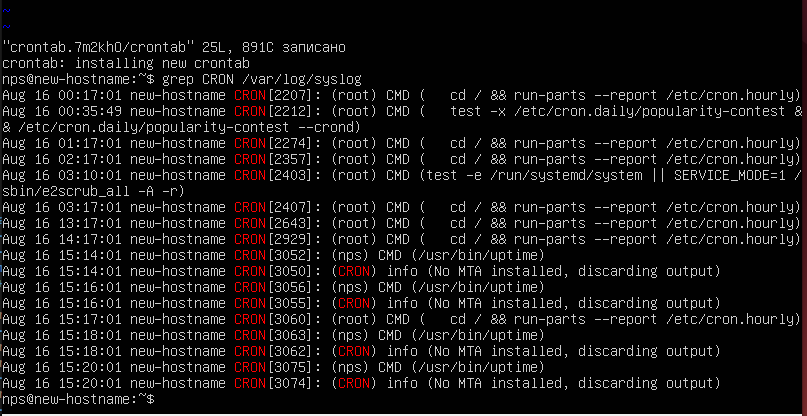 ~
~
"crontab.7m2khO/crontab" 25L, 891C записано
crontab: installing new crontab
nps@new-hostname:~$ grep CRON /var/log/syslog
Aug 16 00:17:01 new-hostname CRON[2207]: (root) CMD (   cd / && run-parts --report /etc/cron.hourly)
Aug 16 00:35:49 new-hostname CRON[2212]: (root) CMD (   test -x /etc/cron.daily/popularity-contest &
& /etc/cron.daily/popularity-contest --crond)
Aug 16 01:17:01 new-hostname CRON[2274]: (root) CMD (   cd / && run-parts --report /etc/cron.hourly)
Aug 16 02:17:01 new-hostname CRON[2357]: (root) CMD (   cd / && run-parts --report /etc/cron.hourly)
Aug 16 03:10:01 new-hostname CRON[2403]: (root) CMD (test -e /run/systemd/system || SERVICE_MODE=1 /
sbin/e2scrub_all -A -r)
Aug 16 03:17:01 new-hostname CRON[2407]: (root) CMD (   cd / && run-parts --report /etc/cron.hourly)
Aug 16 13:17:01 new-hostname CRON[2643]: (root) CMD (   cd / && run-parts --report /etc/cron.hourly)
Aug 16 14:17:01 new-hostname CRON[2929]: (root) CMD (   cd / && run-parts --report /etc/cron.hourly)
Aug 16 15:14:01 new-hostname CRON[3052]: (nps) CMD (/usr/bin/uptime)
Aug 16 15:14:01 new-hostname CRON[3050]: (CRON) info (No MTA installed, discarding output)
Aug 16 15:16:01 new-hostname CRON[3056]: (nps) CMD (/usr/bin/uptime)
Aug 16 15:16:01 new-hostname CRON[3055]: (CRON) info (No MTA installed, discarding output)
Aug 16 15:17:01 new-hostname CRON[3060]: (root) CMD (   cd / && run-parts --report /etc/cron.hourly)
Aug 16 15:18:01 new-hostname CRON[3063]: (nps) CMD (/usr/bin/uptime)
Aug 16 15:18:01 new-hostname CRON[3062]: (CRON) info (No MTA installed, discarding output)
Aug 16 15:20:01 new-hostname CRON[3075]: (nps) CMD (/usr/bin/uptime)
Aug 16 15:20:01 new-hostname CRON[3074]: (CRON) info (No MTA installed, discarding output)
nps@new-hostname:~$